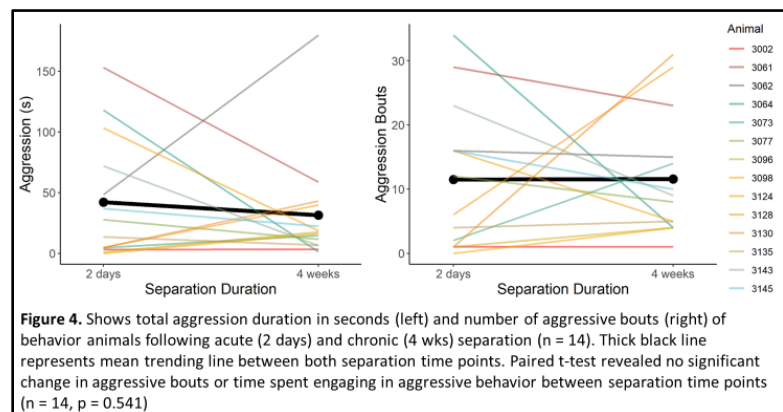 Aggression (s)
150
100
50
0
2 days
4 weeks
Separation Duration
Aggression Bouts
30
20
10
0
2 days
4 weeks
Separation Duration
Animal
3002
3061
3062
3064
3073
3077
3096
3098
3124
3128
3130
3135
3143
3145
Figure 4. Shows total aggression duration in seconds (left) and number of aggressive bouts (right) of
behavior animals following acute (2 days) and chronic (4 wks) separation (n = 14). Thick black line
represents mean trending line between both separation time points. Paired t-test revealed no significant
change in aggressive bouts or time spent engaging in aggressive behavior between separation time points
(n = 14, p = 0.541)